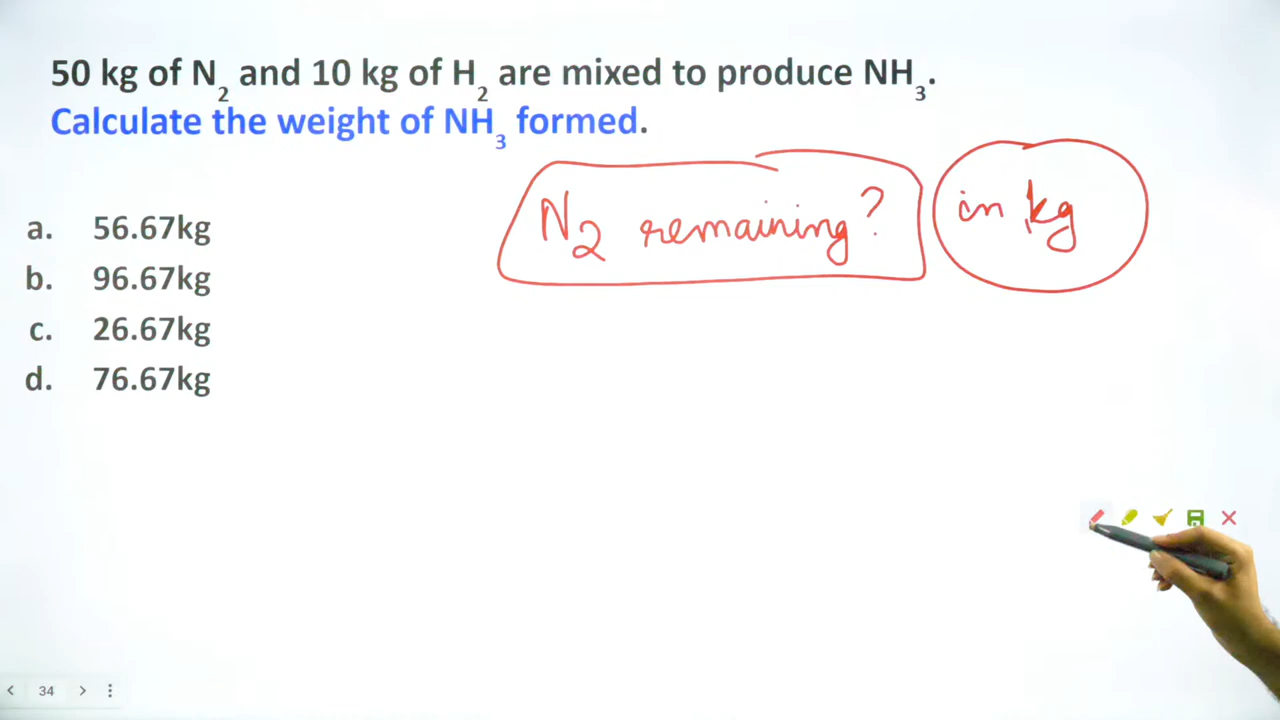 50 kg of N₂ and 10 kg of H₂ are mixed to produce NH₃.
Calculate the weight of NH₃ formed.
N₂ remaining? in kg
a. 56.67kg
b. 96.67kg
c. 26.67kg
d. 76.67kg
34